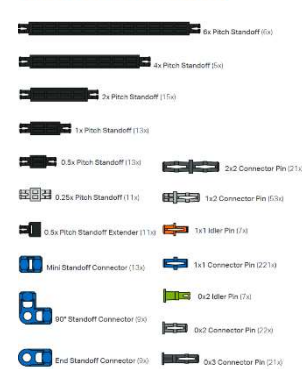 6x Pitch Standoff (6x)
4x Pitch Standoff (5x)
2x Pitch Standoff (15x)
1x Pitch Standoff (13x)
0.5x Pitch Standoff (13x)
0.25x Pitch Standoff (11x)
0.5x Pitch Standoff Extender (11x)
Mini Standoff Connector (13x)
90° Standoff Connector (9x)
End Standoff Connector (9x)
2x2 Connector Pin (21x)
1x2 Connector Pin (53x)
1x1 Idler Pin (7x)
1x1 Connector Pin (221x)
0x2 Idler Pin (7x)
0x2 Connector Pin (22x)
0x3 Connector Pin (21x)